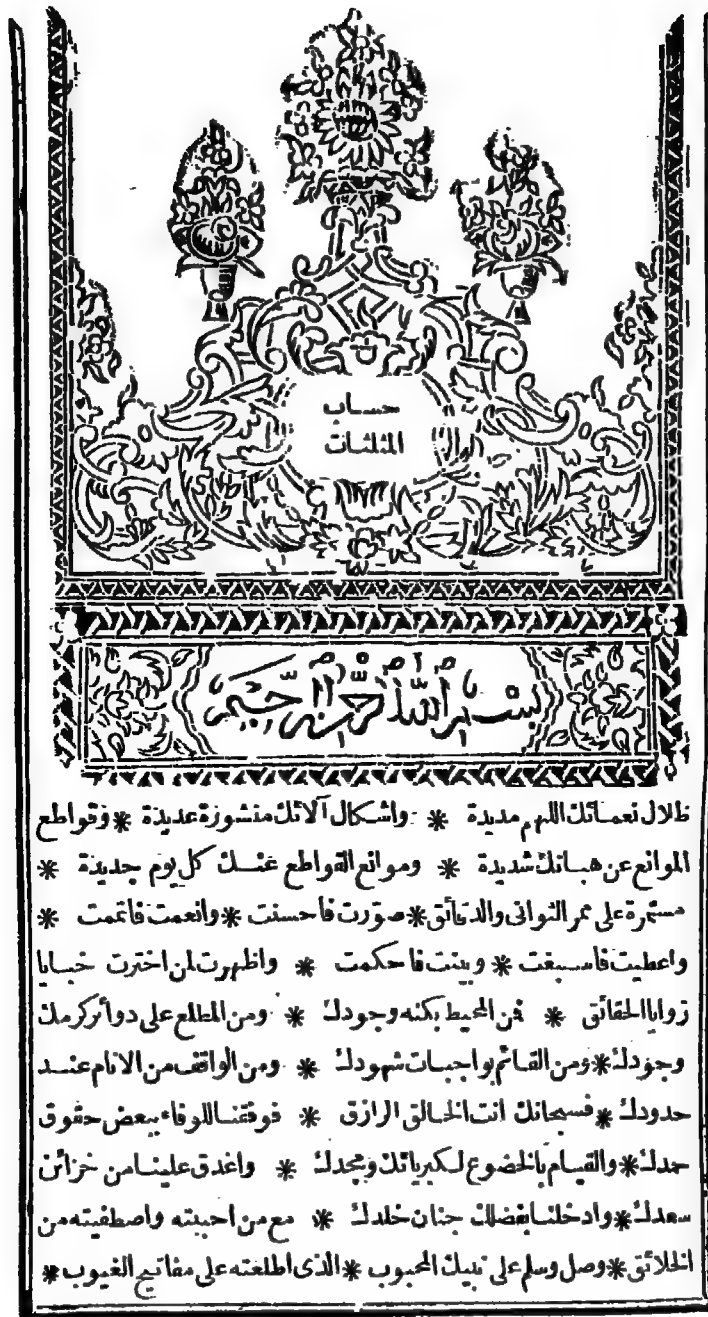 حساب
المثلثات
بسم الله الرحمن الرحيم
ظلال نعمائك اللهم مديدة * واشكال آلائك منشورة عديدة * وقواطع
الموانع عن هباتك شديدة * وموانع القواطع عنك كل يوم جديدة *
مستمرة على ممر الثوانى والدقائق * صورت فاحسنت * وانعمت فاتممت *
واعطيت فاسبغت * وبينت فاحكمت * واظهرت لمن اخترت خبايا
زوايا الحقائق * فمن المحيط بكنه وجودك * ومن المطلع على دوائر كرمك
وجودك * ومن القائم بواجبات شهودك * ومن الواقف من الانام عند
حدودك * فسبحانك انت الخالق الرازق * فوفقنا للوفاء ببعض حقوق
حمدك * والقيام بالخضوع لكبريائك ومجدك * واغدق علينا من خزائن
سعدك * وادخلنا بفضلك جنان خلدك * مع من احببته واصطفيته من
الخلائق * وصل وسلم على نبيك المحبوب * الذى اطلعته على مفاتيح الغيوب *